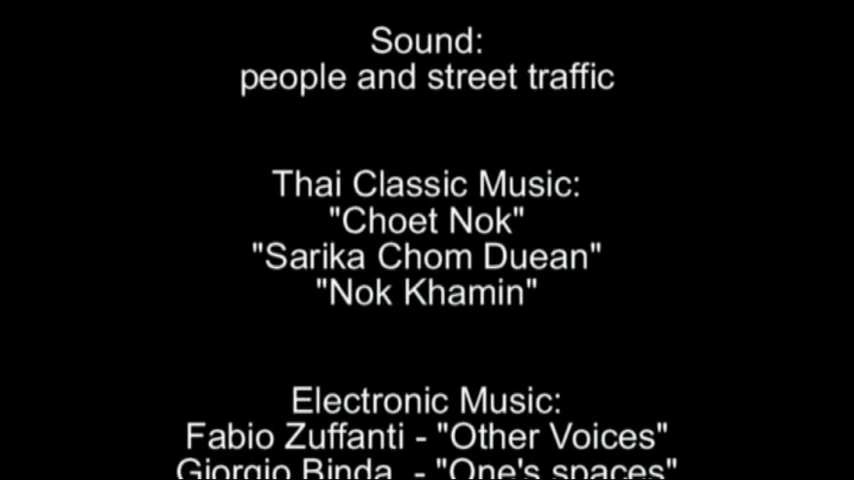 Sound:
people and street traffic
Thai Classic Music:
"Choet Nok"
"Sarika Chom Duean"
"Nok Khamin"
Electronic Music:
Fabio Zuffanti - "Other Voices"
Giorgio Binda - "One's spaces"